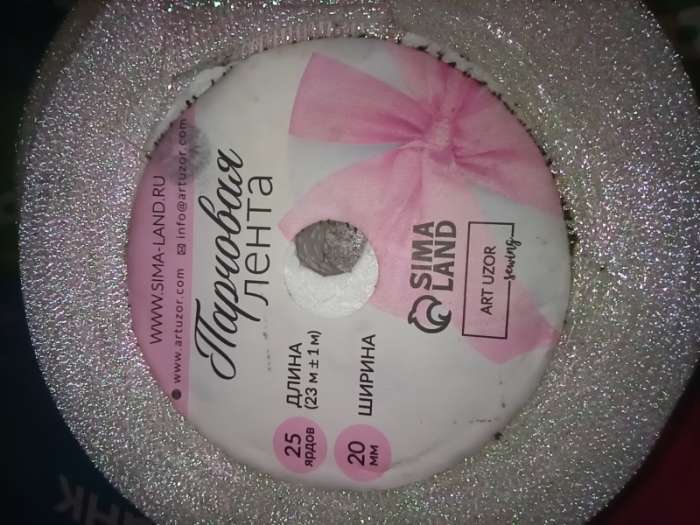 WWW.SIMA-LAND.RU
www.artuzor.com info@artuzor.com
Парчовая
лента
25 ярдов
ДЛИНА
(23 м ± 1 м)
20 мм
ШИРИНА
SIMA
LAND
ART UZOR
sewing
НК